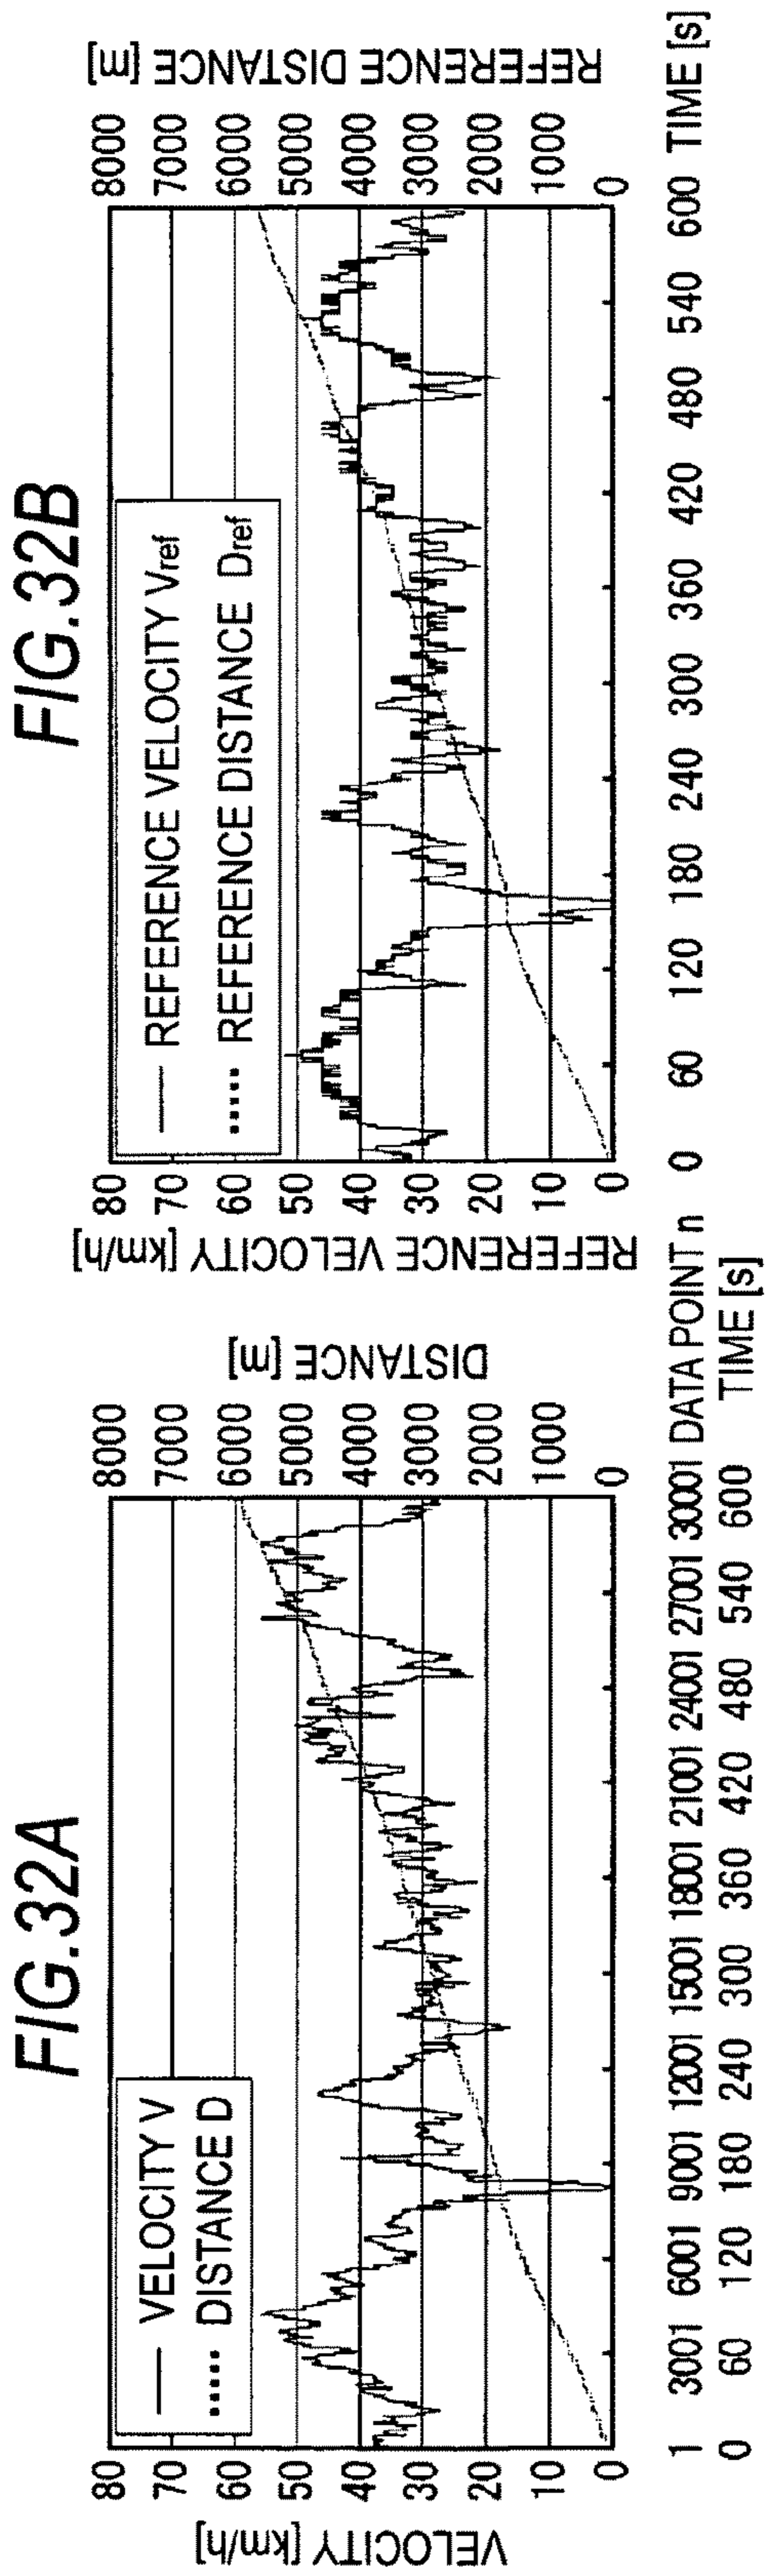 FIG.32A
VELOCITY [km/h]
80
70
60
50
40
30
20
10
0
VELOCITY V
DISTANCE D
8000
7000
6000
5000
4000
3000
2000
1000
0
DISTANCE [m]
1 3001 6001 9001 12001 15001 18001 21001 24001 27001 30001 DATA POINT n
0 60 120 180 240 300 360 420 480 540 600 TIME [s]
FIG.32B
REFERENCE VELOCITY [km/h]
80
70
60
50
40
30
20
10
0
REFERENCE VELOCITY Vref
REFERENCE DISTANCE Dref
8000
7000
6000
5000
4000
3000
2000
1000
0
REFERENCE DISTANCE [m]
0 60 120 180 240 300 360 420 480 540 600 TIME [s]